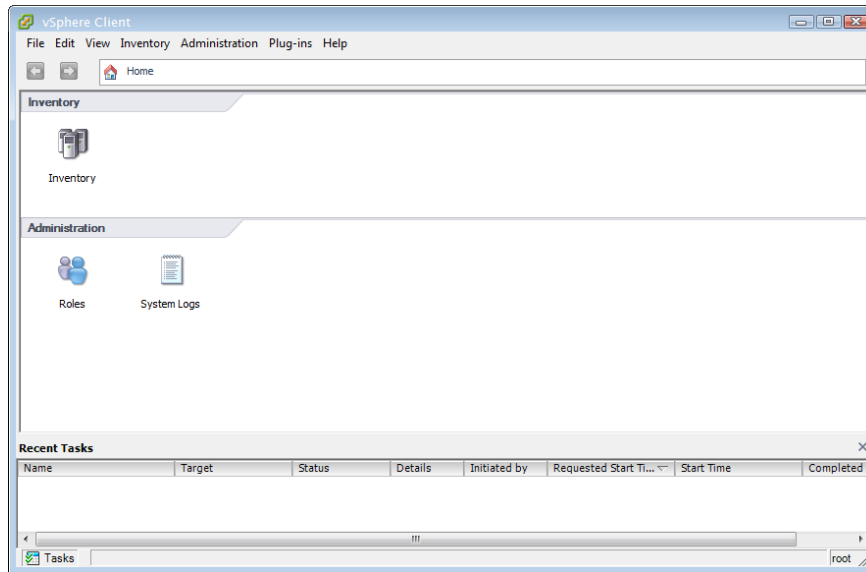 vSphere Client
File Edit View Inventory Administration Plug-ins Help
Home
Inventory
Inventory
Administration
Roles System Logs
Recent Tasks
Name Target Status Details Initiated by Requested Start Ti... Start Time Completed
Tasks root